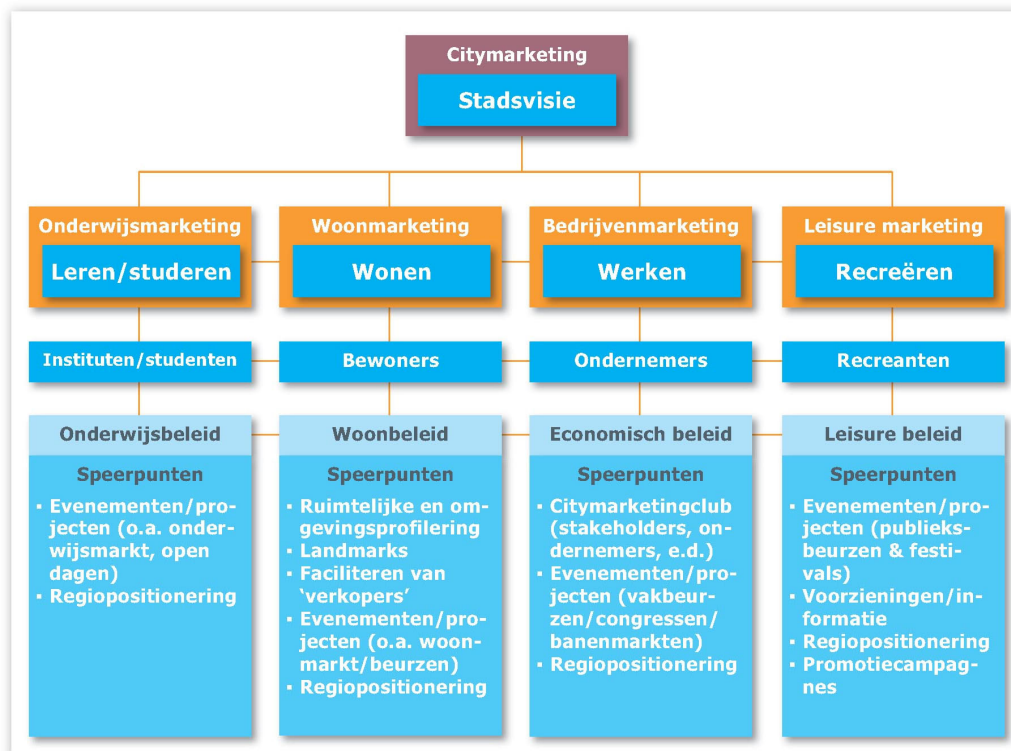 Citymarketing
Stadsvisie
Onderwijsmarketing
Leren/studeren
Woonmarketing
Wonen
Bedrijvenmarketing
Werken
Leisure marketing
Recreëren
Instituten/studenten
Bewoners
Ondernemers
Recreanten
Onderwijsbeleid
Speerpunten
▪ Evenementen/pro-
jecten (o.a. onder-
wijsmarkt, open
dagen)
▪ Regiopositionering
Woonbeleid
Speerpunten
▪ Ruimtelijke en om-
gevingsprofilering
▪ Landmarks
▪ Faciliteren van
‘verkopers’
▪ Evenementen/pro-
jecten (o.a. woon-
markt/beurzen)
▪ Regiopositionering
Economisch beleid
Speerpunten
▪ Citymarketingclub
(stakeholders, on-
dernemers, e.d.)
▪ Evenementen/pro-
jecten (vakbeur-
zen/congressen/
banenmarkten)
▪ Regiopositionering
Leisure beleid
Speerpunten
▪ Evenementen/pro-
jecten (publieks-
beurzen & festi-
vals)
▪ Voorzieningen/in-
formatie
▪ Regiopositionering
▪ Promotiecampag-
nes